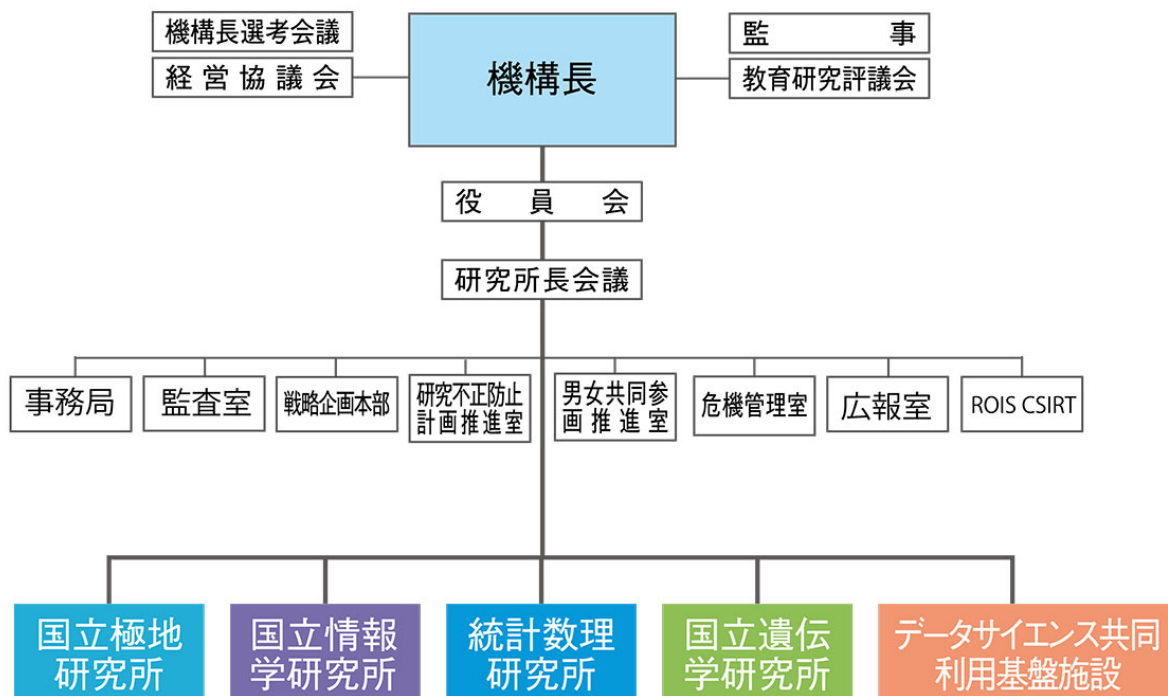 機構長選考会議
経営協議会
機構長
監事
教育研究評議会
役員会
研究所長会議
事務局
監査室
戦略企画本部
研究不正防止
計画推進室
男女共同参
画推進室
危機管理室
広報室
ROIS CSIRT
国立極地
研究所
国立情報
学研究所
統計数理
研究所
国立遺伝
学研究所
データサイエンス共同
利用基盤施設